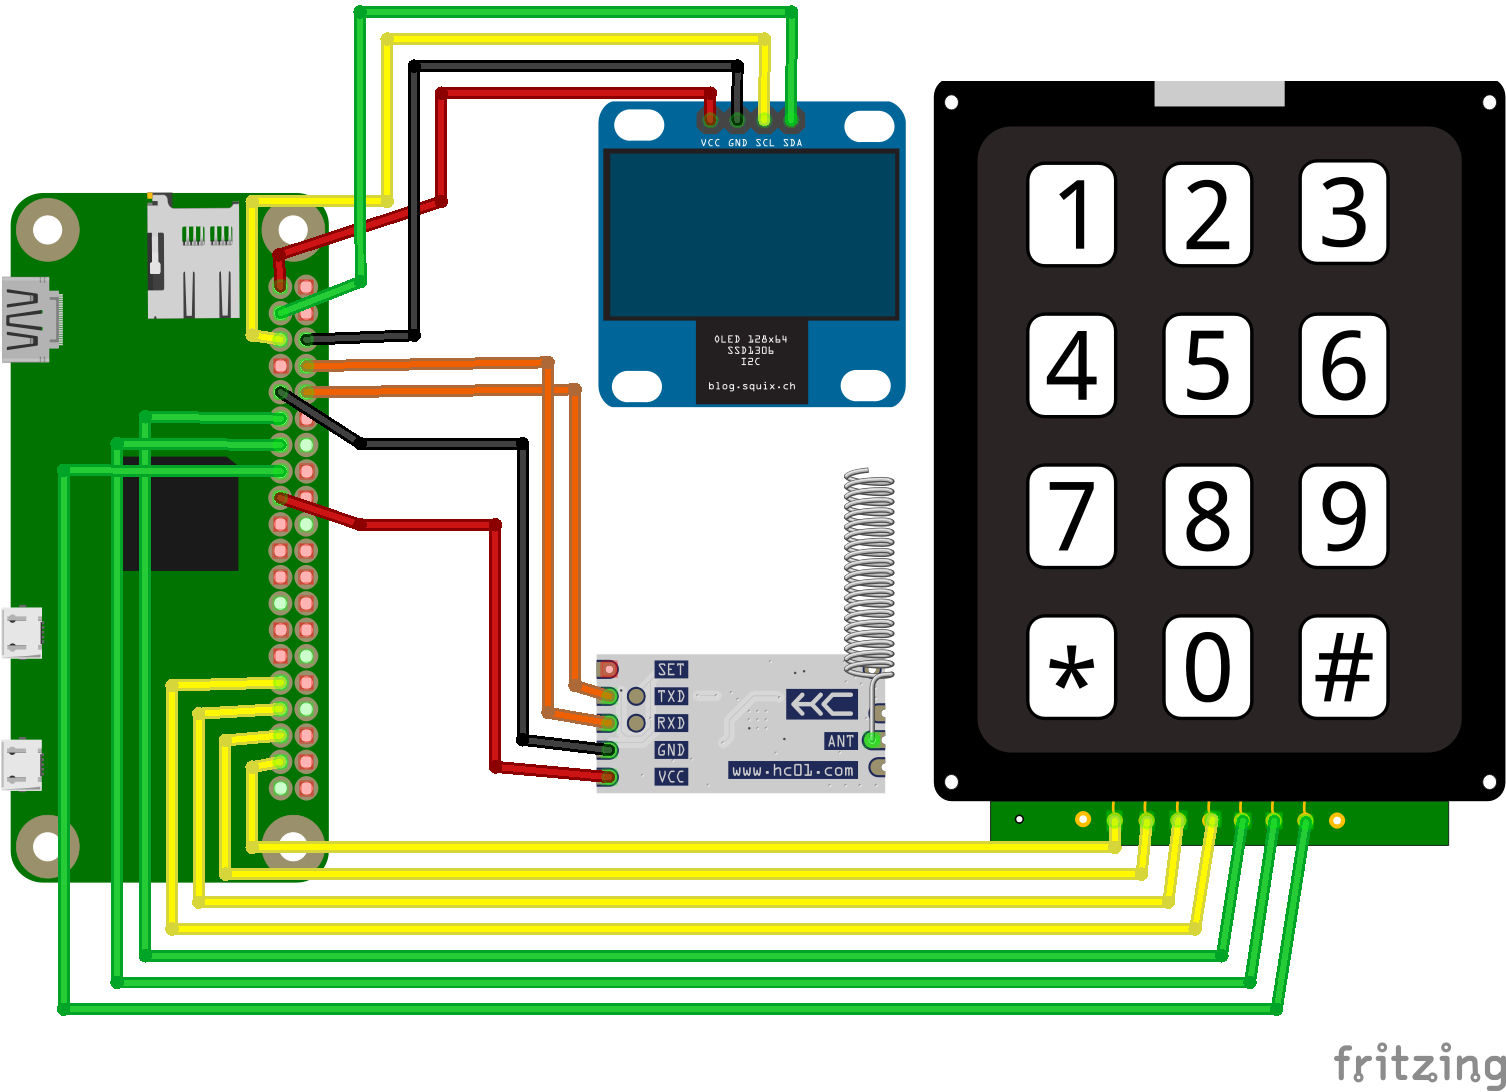 VCC GND SCL SDA
OLED 128x64
SSD1306
I2C
blog.squix.ch
1 2 3
4 5 6
7 8 9
* 0 #
SET
TXD
RXD
GND
VCC
HC
ANT
www.hc01.com
fritzing